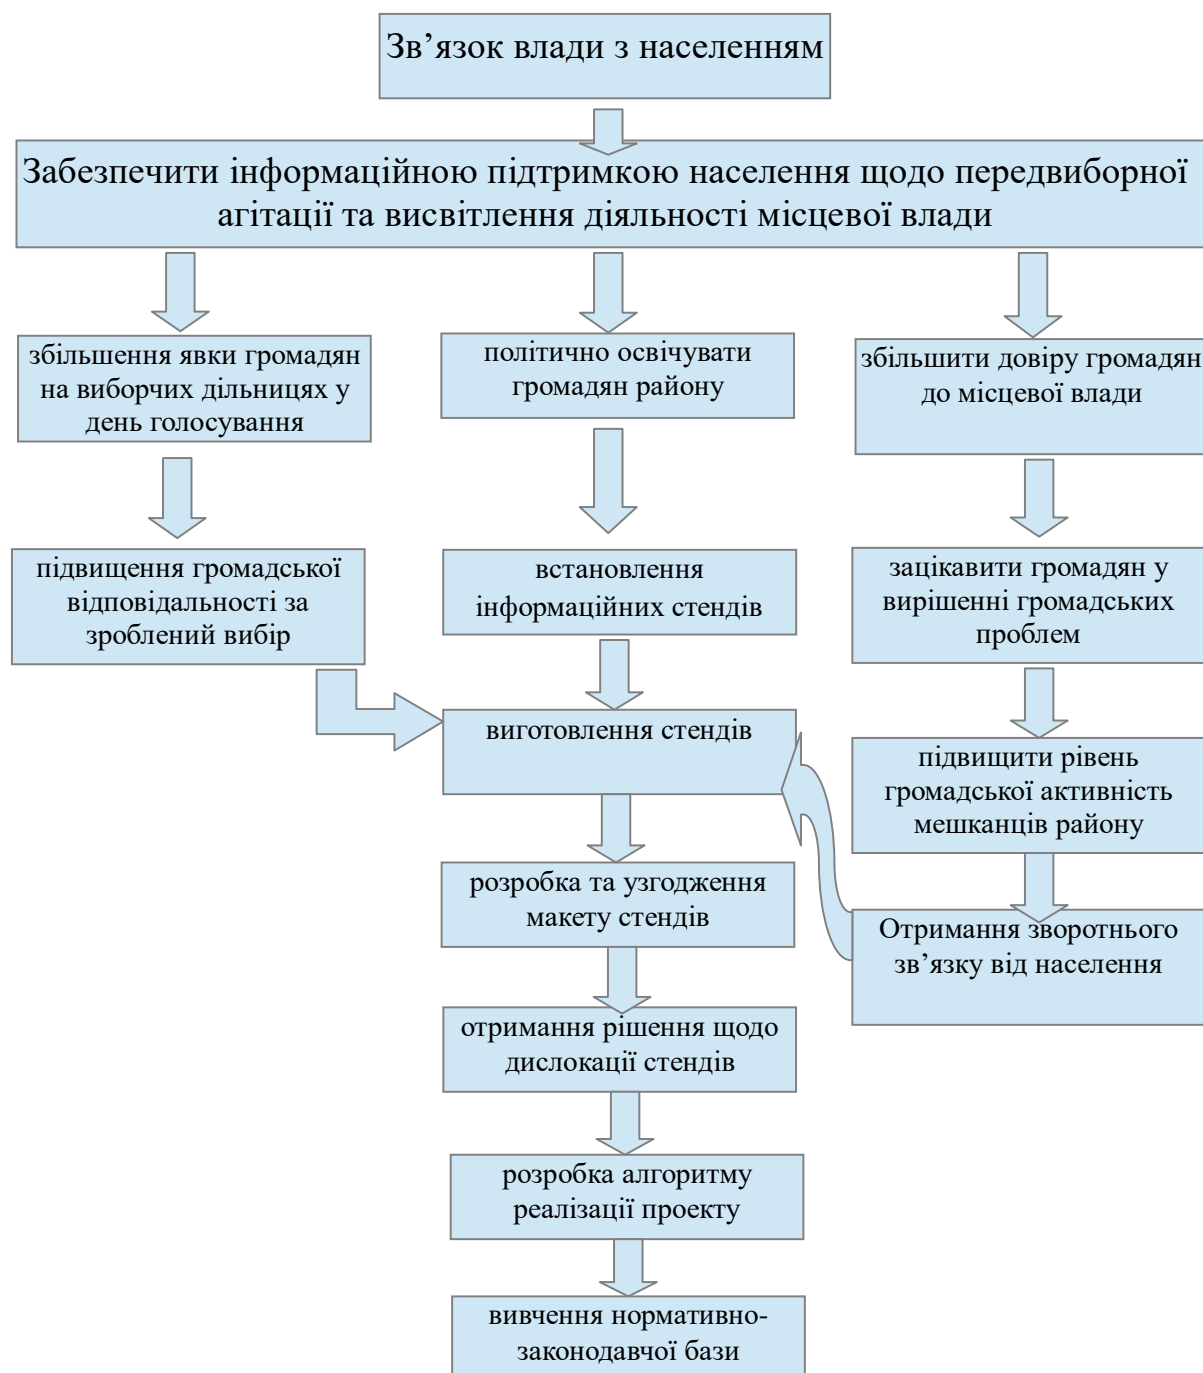 Зв’язок влади з населенням
Забезпечити інформаційною підтримкою населення щодо передвиборної
агітації та висвітлення діяльності місцевої влади
збільшення явки громадян
на виборчих дільницях у
день голосування
політично освічувати
громадян району
збільшити довіру громадян
до місцевої влади
підвищення громадської
відповідальності за
зроблений вибір
встановлення
інформаційних стендів
зацікавити громадян у
вирішенні громадських
проблем
виготовлення стендів
підвищити рівень
громадської активність
мешканців району
розробка та узгодження
макету стендів
Отримання зворотнього
зв’язку від населення
отримання рішення щодо
дислокації стендів
розробка алгоритму
реалізації проекту
вивчення нормативно-
законодавчої бази